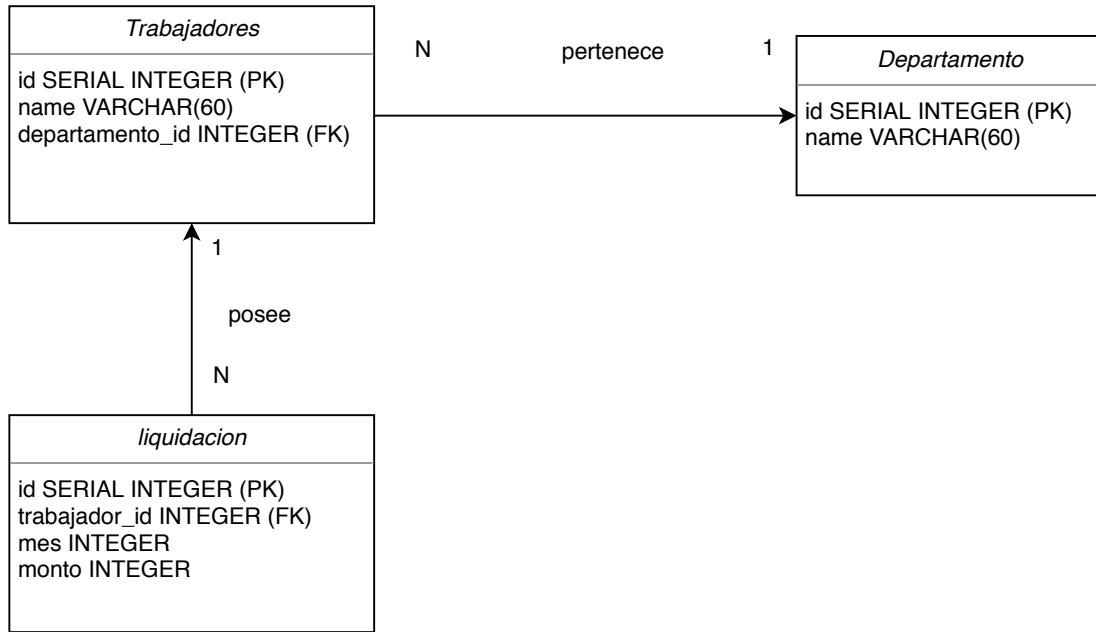 Trabajadores
id SERIAL INTEGER (PK)
name VARCHAR(60)
departamento_id INTEGER (FK)
N
pertenece
1
Departamento
id SERIAL INTEGER (PK)
name VARCHAR(60)
1
posee
N
liquidacion
id SERIAL INTEGER (PK)
trabajador_id INTEGER (FK)
mes INTEGER
monto INTEGER